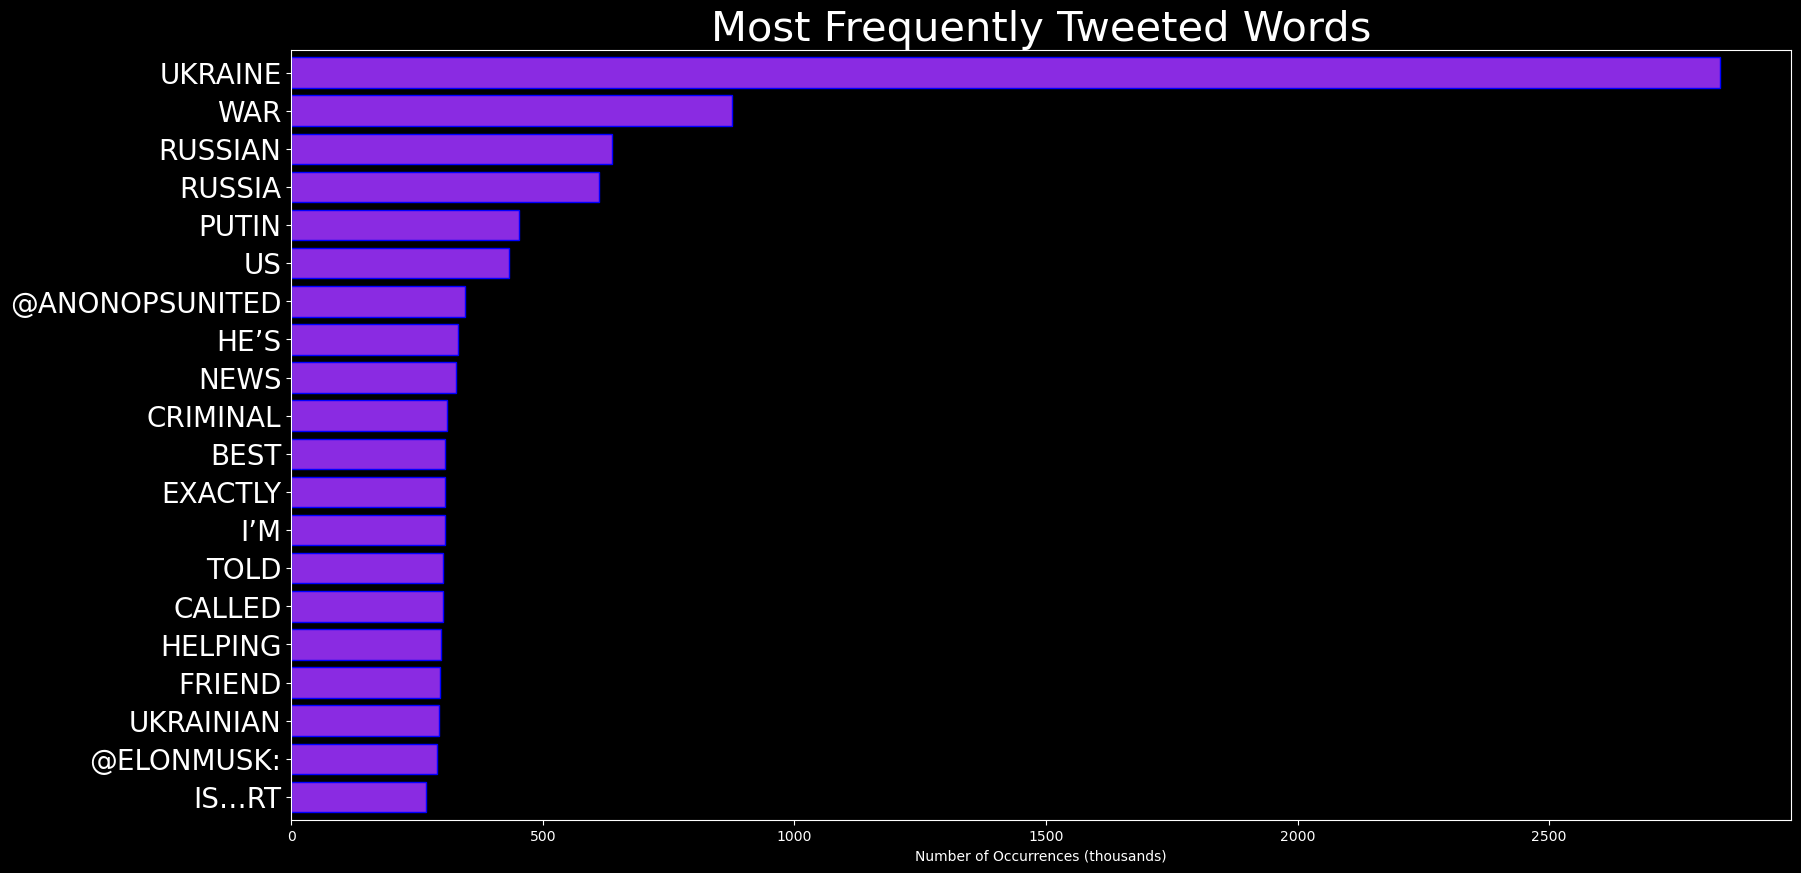 Most Frequently Tweeted Words
UKRAINE
WAR
RUSSIAN
RUSSIA
PUTIN
US
@ANONOPSUNITED
HE’S
NEWS
CRIMINAL
BEST
EXACTLY
I’M
TOLD
CALLED
HELPING
FRIEND
UKRAINIAN
@ELONMUSK:
IS…RT
0 500 1000 1500 2000 2500
Number of Occurrences (thousands)